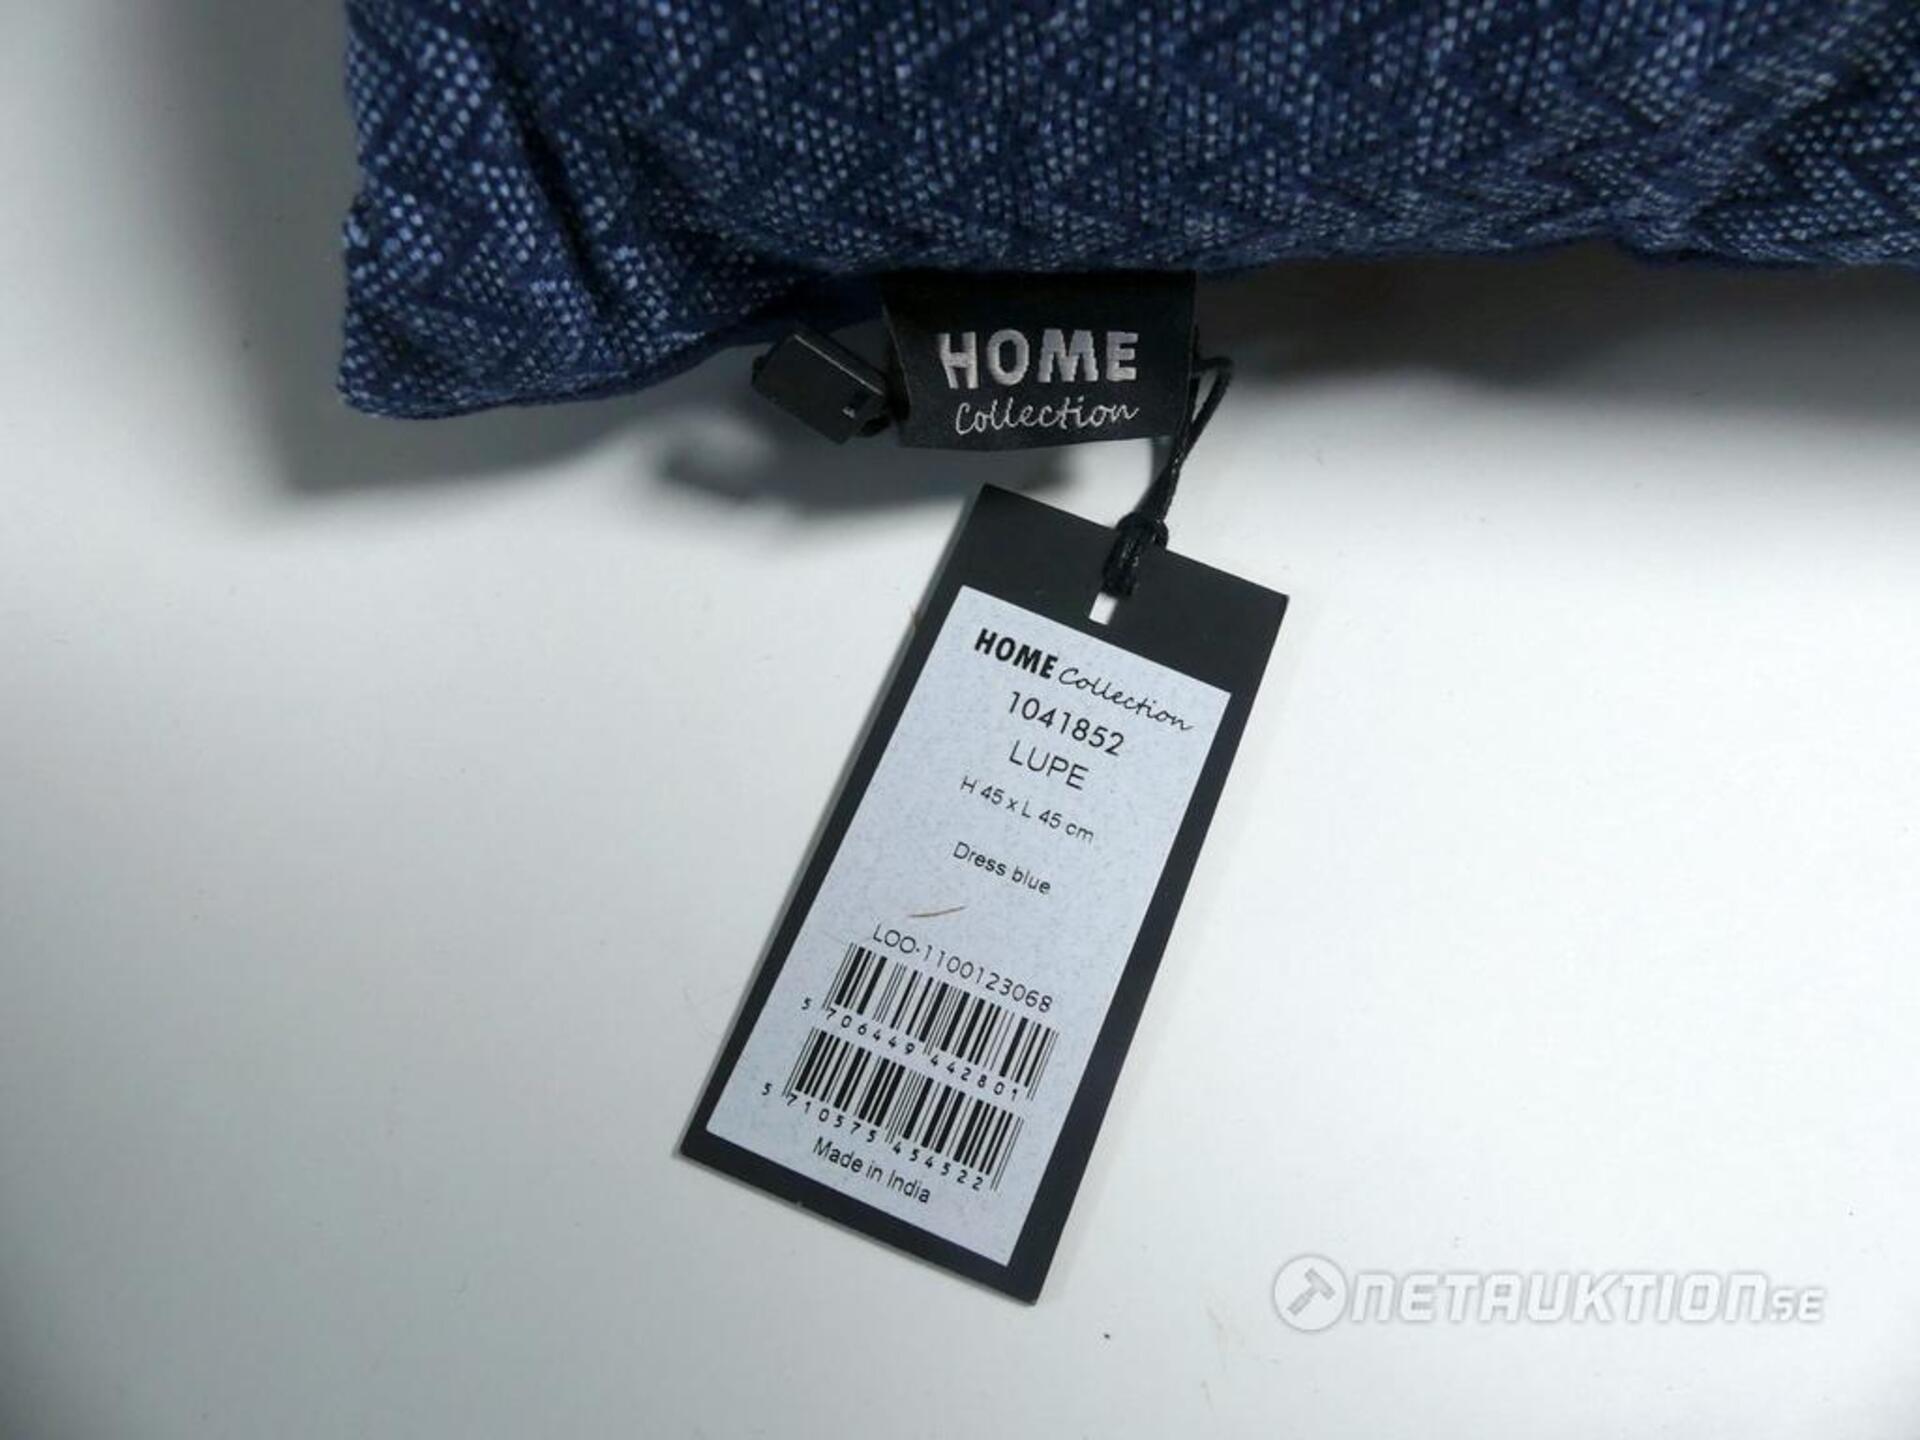 HOME
Collection
HOME Collection
1041852
LUPE
H 45 x L 45 cm
Dress blue
LOO-1100123068
5 706449 442801
5 710575 454522
Made in India
NETAUKTION.SE